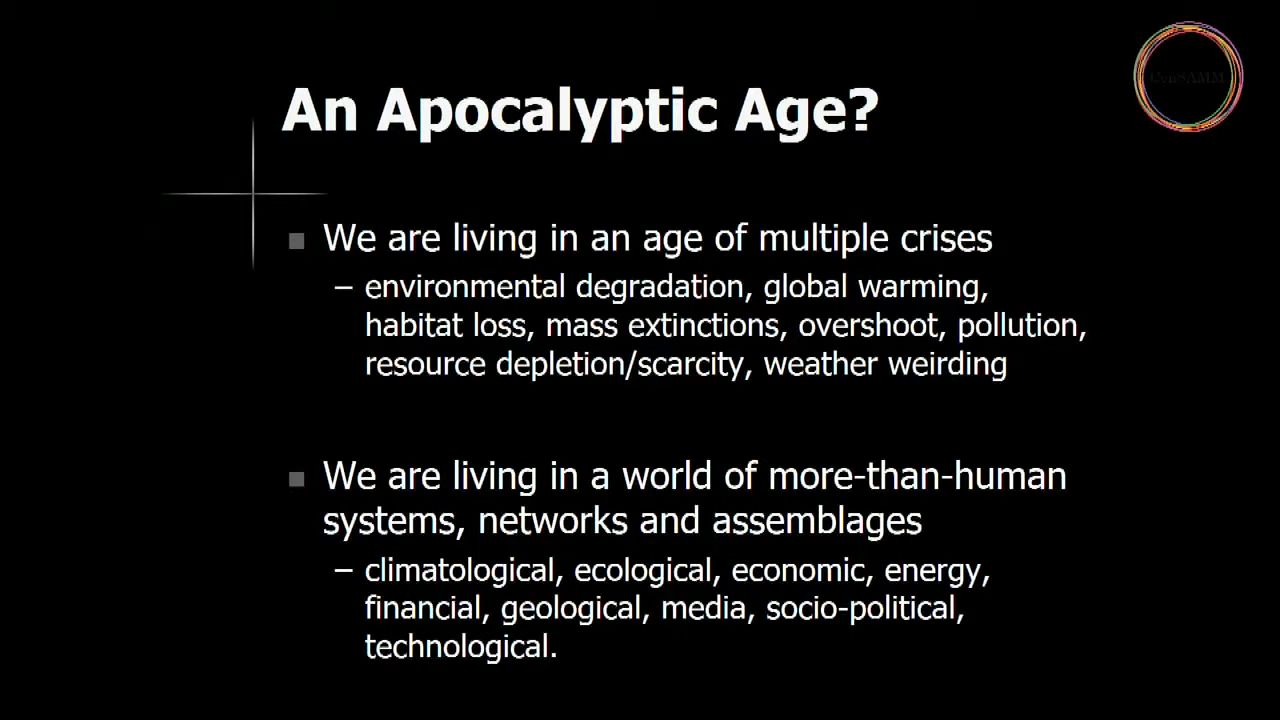 CenSAMM
An Apocalyptic Age?
We are living in an age of multiple crises
– environmental degradation, global warming,
habitat loss, mass extinctions, overshoot, pollution,
resource depletion/scarcity, weather weirding
We are living in a world of more-than-human
systems, networks and assemblages
– climatological, ecological, economic, energy,
financial, geological, media, socio-political,
technological.